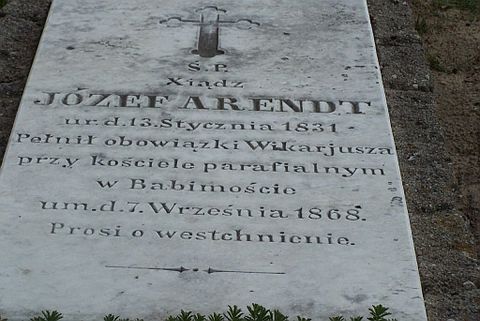 Ś.P.
Xiądz
JÓZEF ARENDT
ur.d.13.Stycznia 1831.
Pełnił obowiązki Wikarjusza
przy kościele parafialnym
w Babimoście
um.d.7. Września 1868.
Prosi o westchnienie.